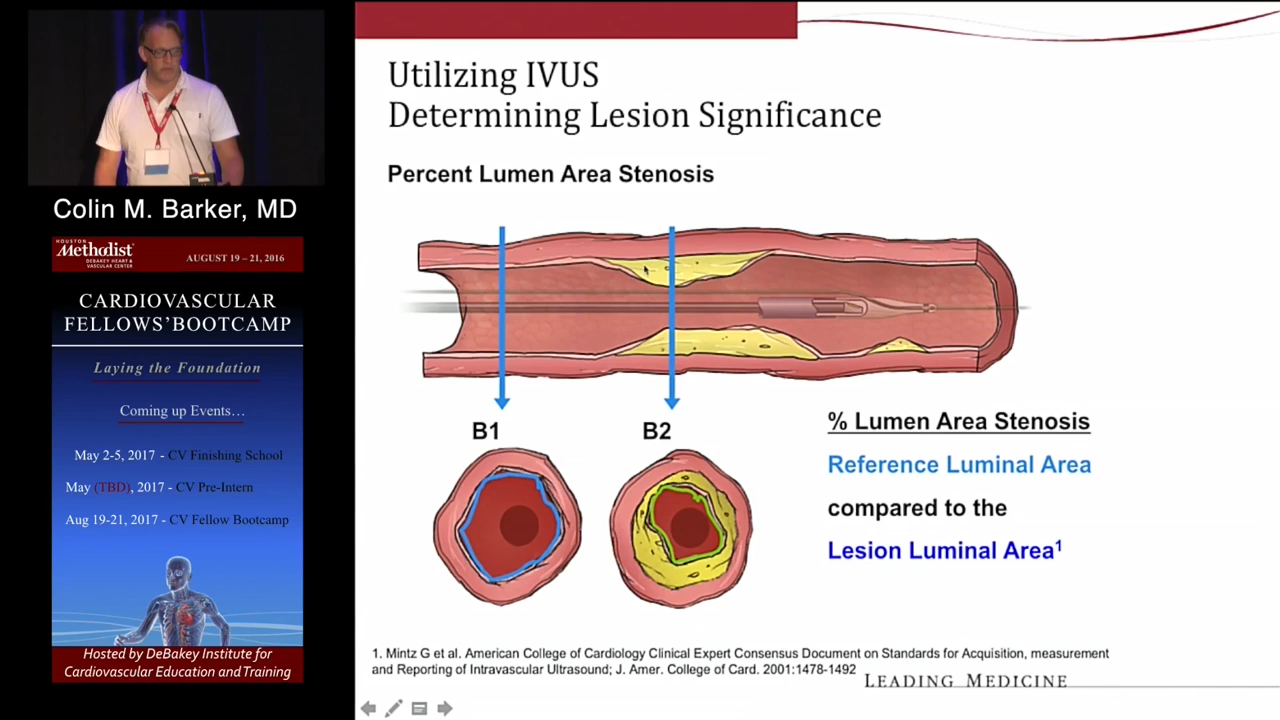 Colin M. Barker, MD
HOUSTON
Methodist
DEBAKEY HEART &
VASCULAR CENTER
AUGUST 19 – 21, 2016
CARDIOVASCULAR
FELLOWS'BOOTCAMP
Laying the Foundation
Coming up Events…
May 2-5, 2017 - CV Finishing School
May (TBD), 2017 - CV Pre-Intern
Aug 19-21, 2017 - CV Fellow Bootcamp
Hosted by DeBakey Institute for
Cardiovascular Education and Training
Utilizing IVUS
Determining Lesion Significance
Percent Lumen Area Stenosis
B1
B2
% Lumen Area Stenosis
Reference Luminal Area
compared to the
Lesion Luminal Area1
1. Mintz G et al. American College of Cardiology Clinical Expert Consensus Document on Standards for Acquisition, measurement
and Reporting of Intravascular Ultrasound; J. Amer. College of Card. 2001:1478-1492
LEADING MEDICINE